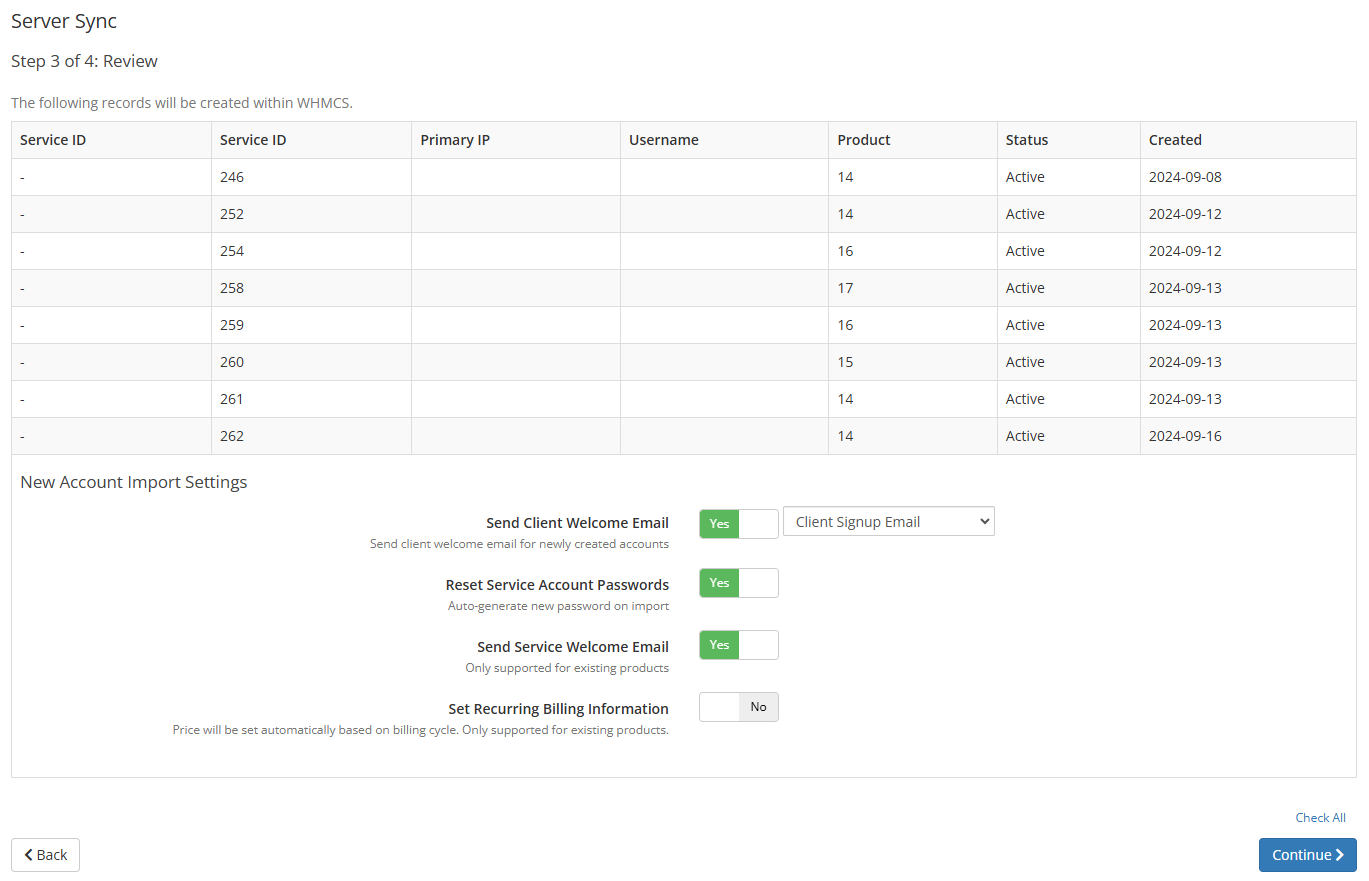 Server Sync
Step 3 of 4: Review
The following records will be created within WHMCS.
Service ID Service ID Primary IP Username Product Status Created
- 246 14 Active 2024-09-08
- 252 14 Active 2024-09-12
- 254 16 Active 2024-09-12
- 258 17 Active 2024-09-13
- 259 16 Active 2024-09-13
- 260 15 Active 2024-09-13
- 261 14 Active 2024-09-13
- 262 14 Active 2024-09-16
New Account Import Settings
Send Client Welcome Email Yes Client Signup Email
Send client welcome email for newly created accounts
Reset Service Account Passwords Yes
Auto-generate new password on import
Send Service Welcome Email Yes
Only supported for existing products
Set Recurring Billing Information No
Price will be set automatically based on billing cycle. Only supported for existing products.
Check All
Back Continue